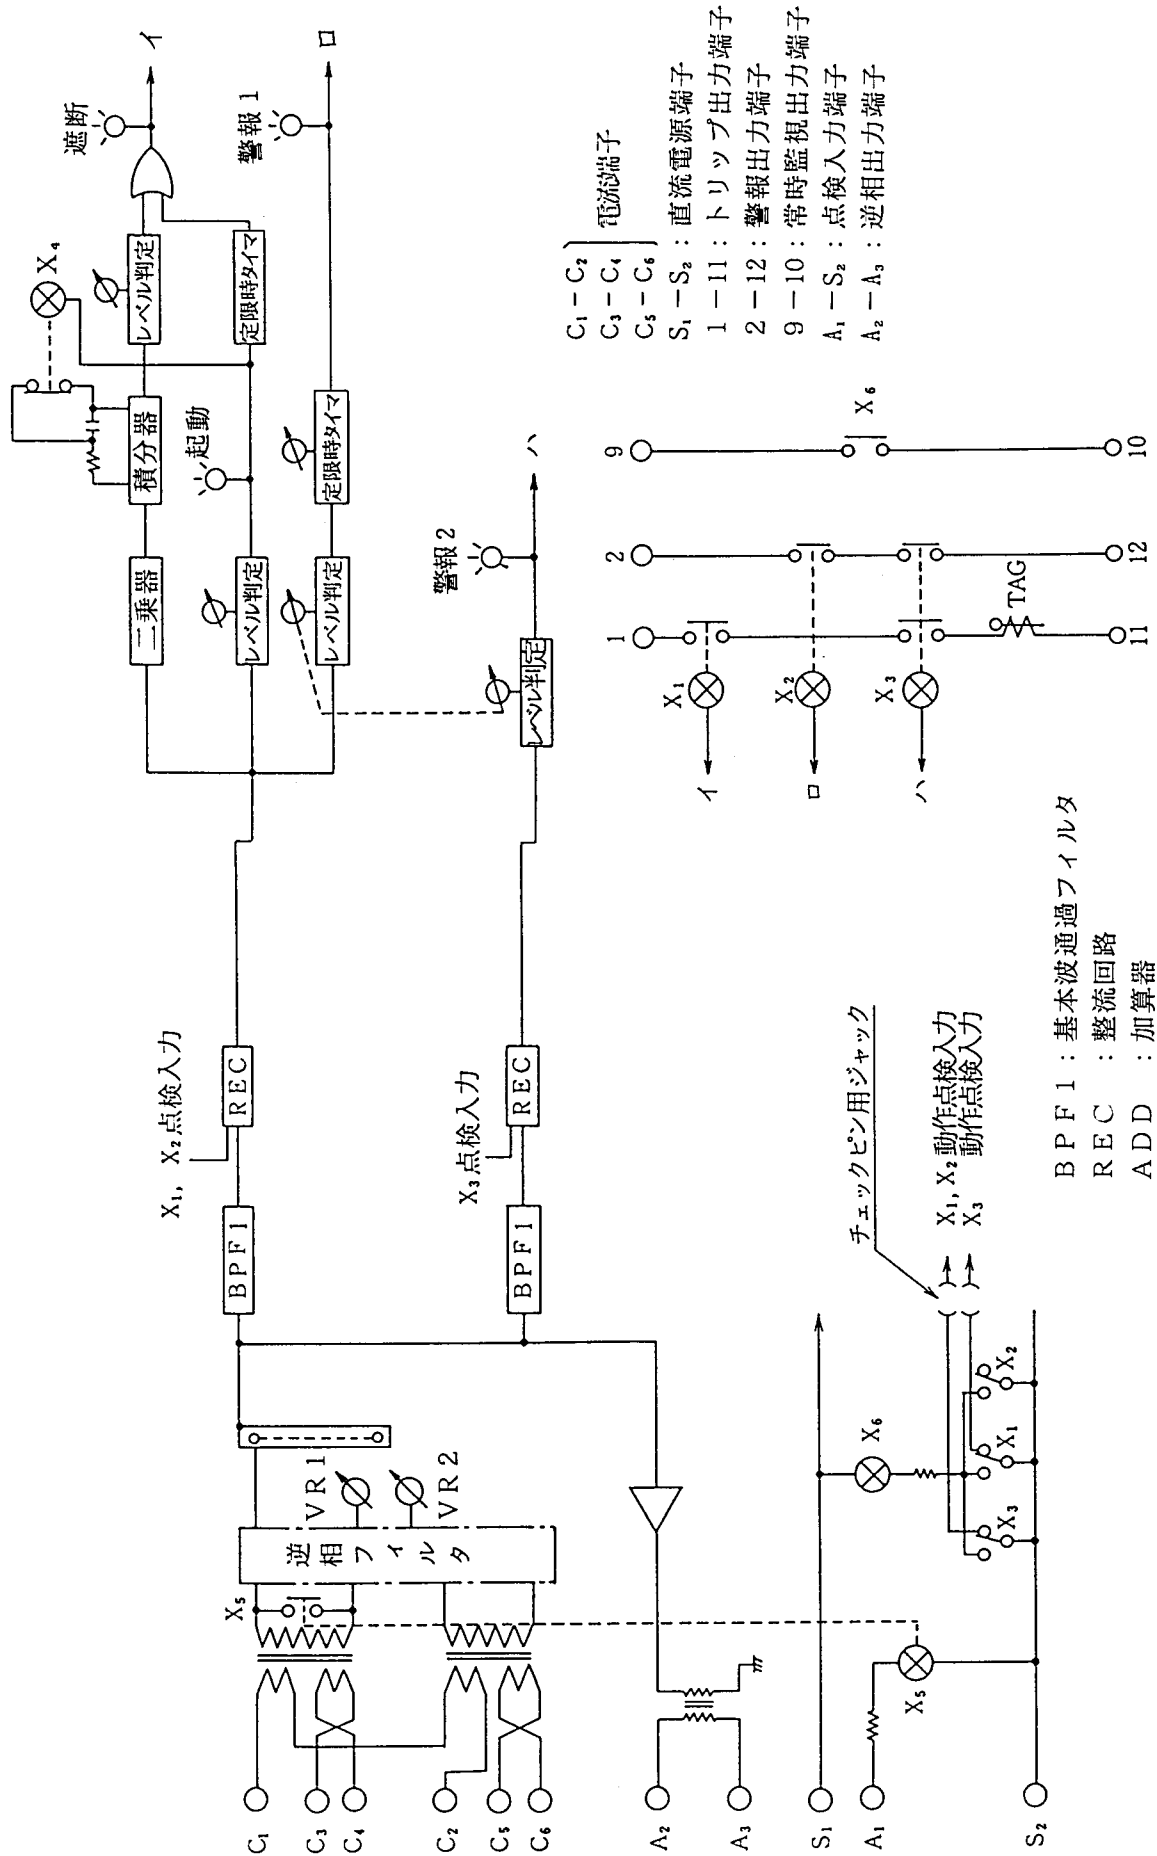 遮断
イ
X₄
レベル判定
定限時タイマ
警報1
ロ
積分器
起動
定限時タイマ
二乗器
レベル判定
レベル判定
警報2
ハ
レベル判定
X₁, X₂点検入力
REC
BPF1
X₃点検入力
REC
BPF1
VR1
VR2
逆相フィルタ
X₅
C₁
C₃
C₄
C₂
C₅
C₆
A₂
A₃
S₁
A₁
S₂
X₅
X₆
X₃
X₁
X₂
チェックピン用ジャック
X₁, X₂動作点検入力
X₃ 動作点検入力
1
2
9
X₁
X₂
X₃
X₆
イ
ロ
ハ
TAG
11
12
10
C₁-C₂
C₃-C₄
C₅-C₆
電流端子
S₁-S₂:直流電源端子
1-11:トリップ出力端子
2-12:警報出力端子
9-10:常時監視出力端子
A₁-S₂:点検入力端子
A₂-A₃:逆相出力端子
BPF1:基本波通過フィルタ
REC :整流回路
ADD :加算器